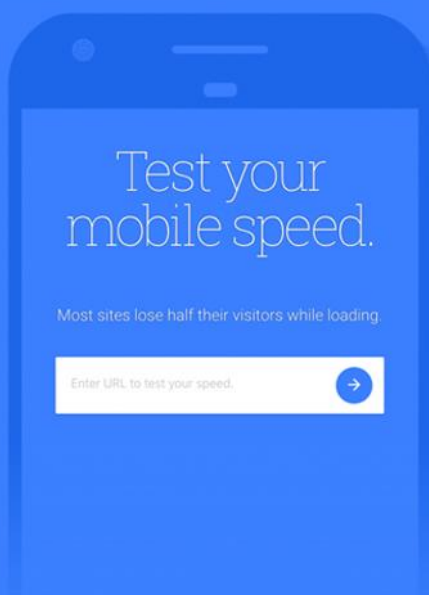 Test your
mobile speed.
Most sites lose half their visitors while loading.
Enter URL to test your speed.